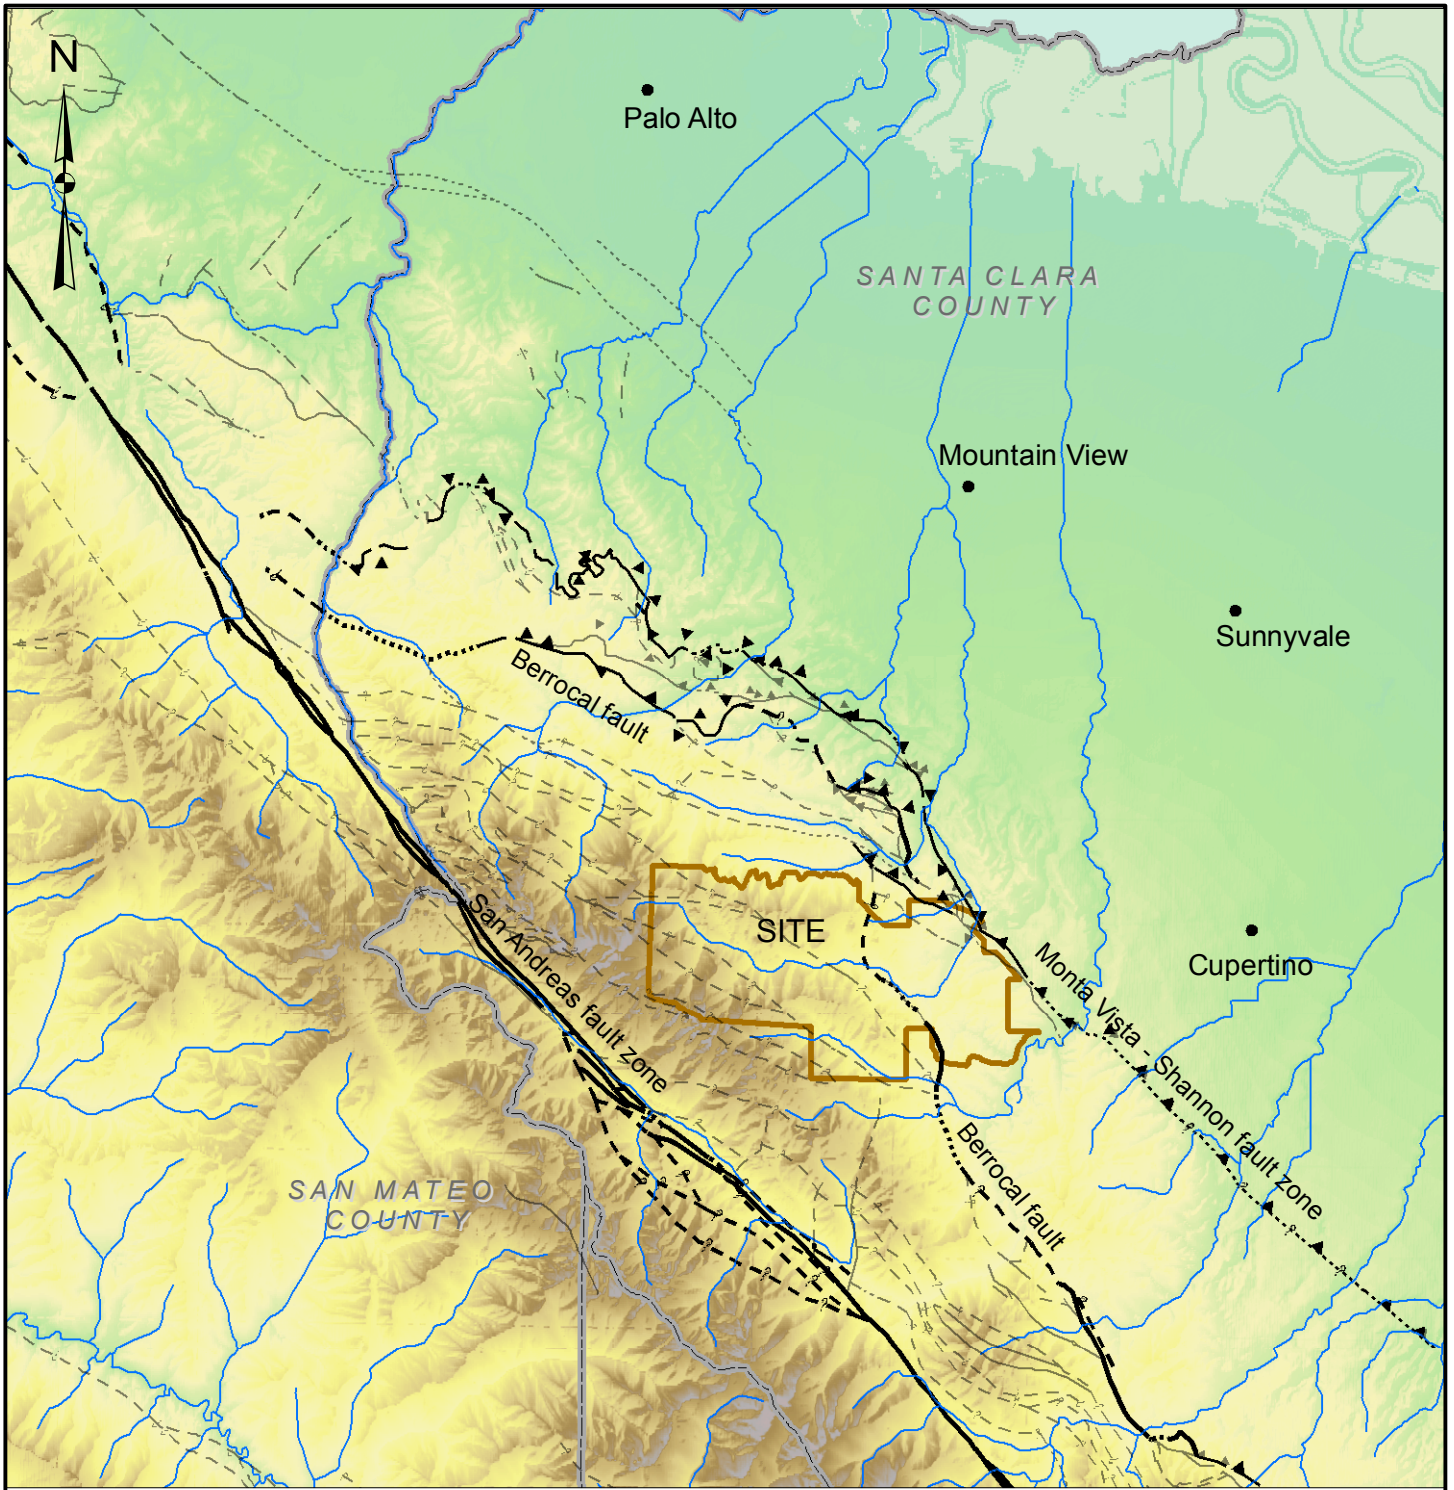 N
Palo Alto
SANTA CLARA
COUNTY
Mountain View
Sunnyvale
Berrocal fault
San Andreas fault zone
SITE
Cupertino
Monta Vista - Shannon fault zone
Berrocal fault
SAN MATEO
COUNTY